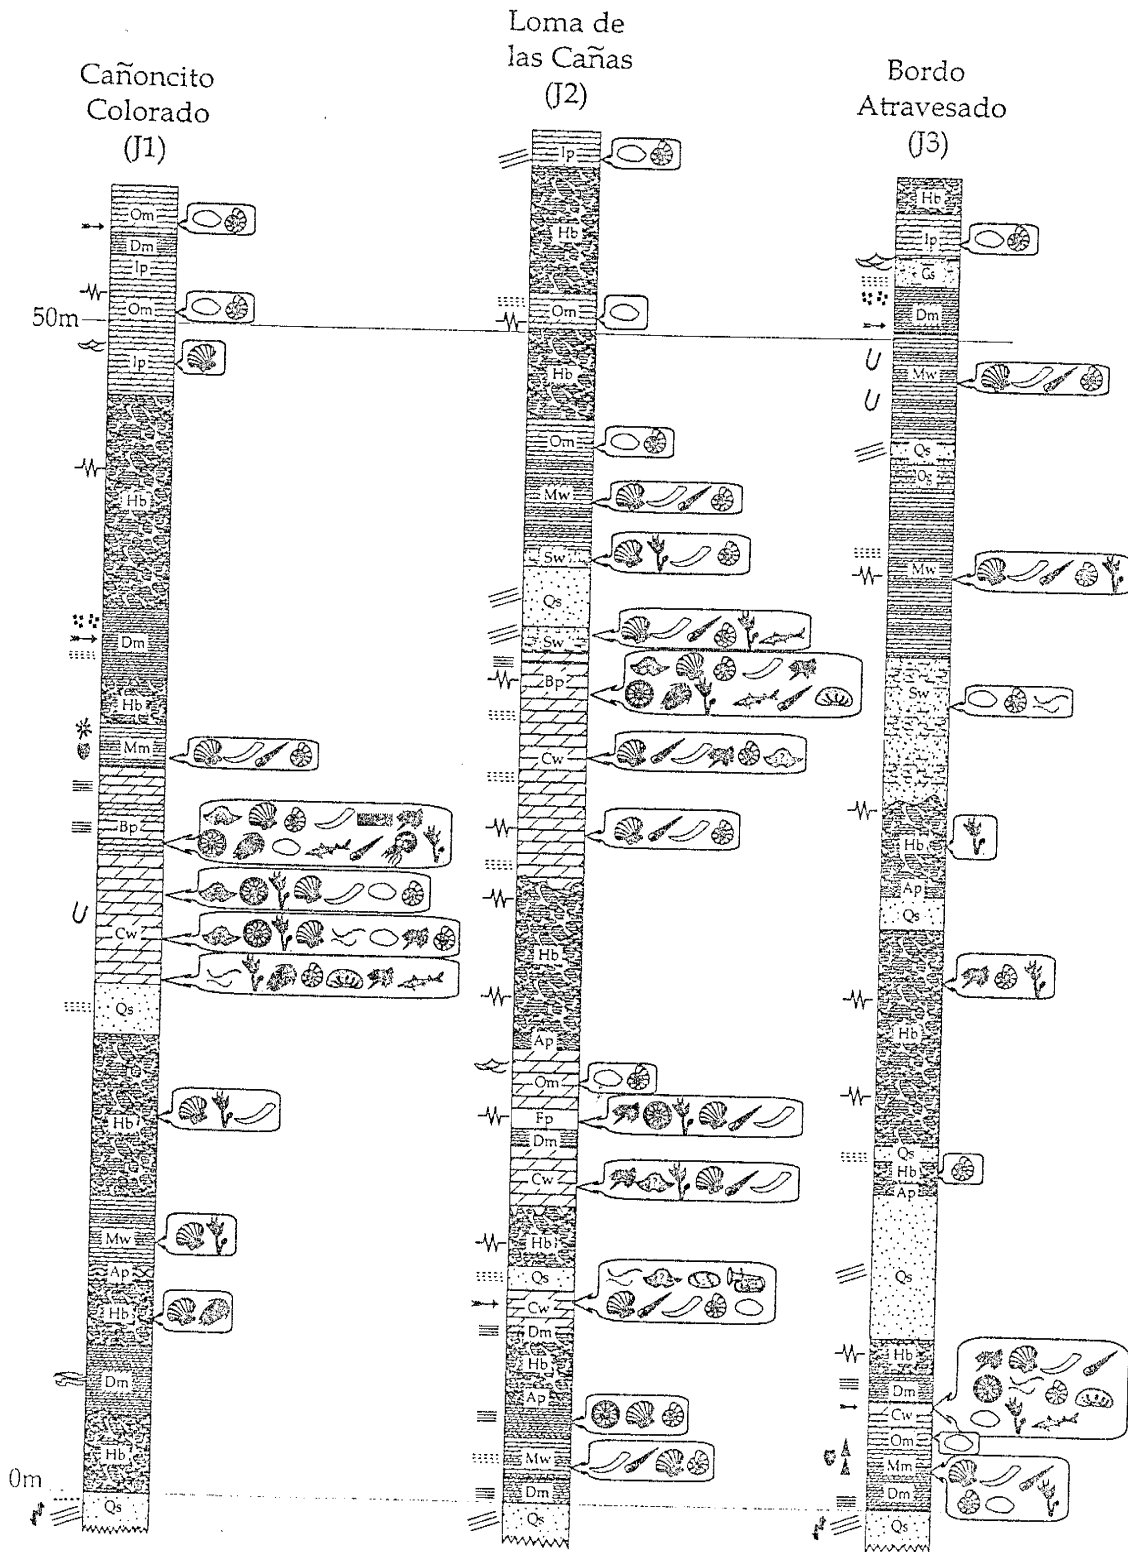 Cañoncito
Colorado
(J1)
Loma de
las Cañas
(J2)
Bordo
Atravesado
(J3)
Om
Dm
Ip
Om
50m
Ip
Hb
Dm
Hb
Mm
Bp
Cw
Qs
Hb
Mw
Ap
Hb
Dm
Hb
0m
Qs
Ip
Hb
Om
Hb
Om
Mw
Sw
Qs
Sw
Bp
Cw
Hb
Ap
Om
Fp
Dm
Cw
Hb
Qs
Cw
Dm
Hb
Ap
Mw
Dm
Qs
Hb
Ip
Gs
Dm
Mw
Qs
Mw
Sw
Hb
Ap
Qs
Hb
Qs
Hb
Ap
Qs
Hb
Dm
Cw
Om
Mm
Dm
Qs